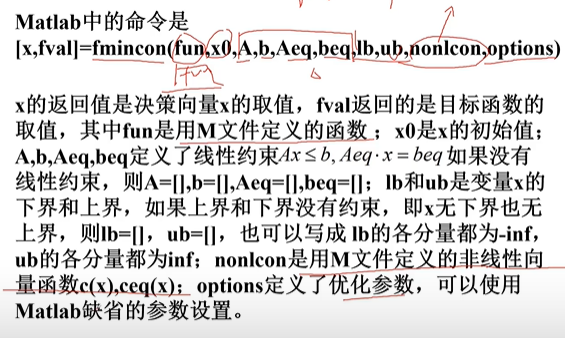 Matlab中的命令是
[x,fval]=fmincon(fun,x0,A,b,Aeq,beq,lb,ub,nonlcon,options)
x的返回值是决策向量x的取值，fval返回的是目标函数的
取值，其中fun是用M文件定义的函数；x0是x的初始值；
A,b,Aeq,beq定义了线性约束Ax≤b, Aeq·x=beq 如果没有
线性约束，则A=[],b=[],Aeq=[],beq=[]；lb和ub是变量x的
下界和上界，如果上界和下界没有约束，即x无下界也无
上界，则lb=[]，ub=[]，也可以写成 lb的各分量都为-inf,
ub的各分量都为inf；nonlcon是用M文件定义的非线性向
量函数c(x),ceq(x)；options定义了优化参数，可以使用
Matlab缺省的参数设置。